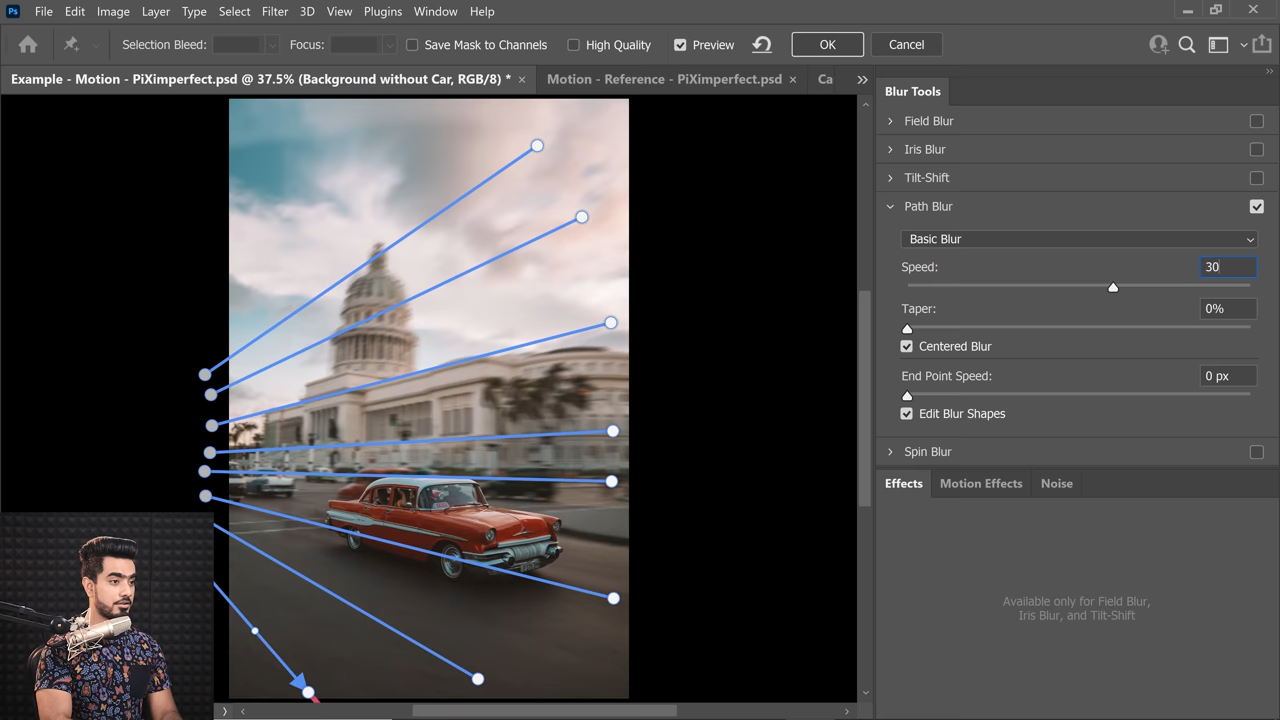 Ps File Edit Image Layer Type Select Filter 3D View Plugins Window Help
Selection Bleed: Focus: Save Mask to Channels High Quality Preview OK Cancel
Example - Motion - PiXimperfect.psd @ 37.5% (Background without Car, RGB/8) * × Motion - Reference - PiXimperfect.psd × Ca
Blur Tools
Field Blur
Iris Blur
Tilt-Shift
Path Blur
Basic Blur
Speed: 30
Taper: 0%
Centered Blur
End Point Speed: 0 px
Edit Blur Shapes
Spin Blur
Effects Motion Effects Noise
Available only for Field Blur,
Iris Blur, and Tilt-Shift